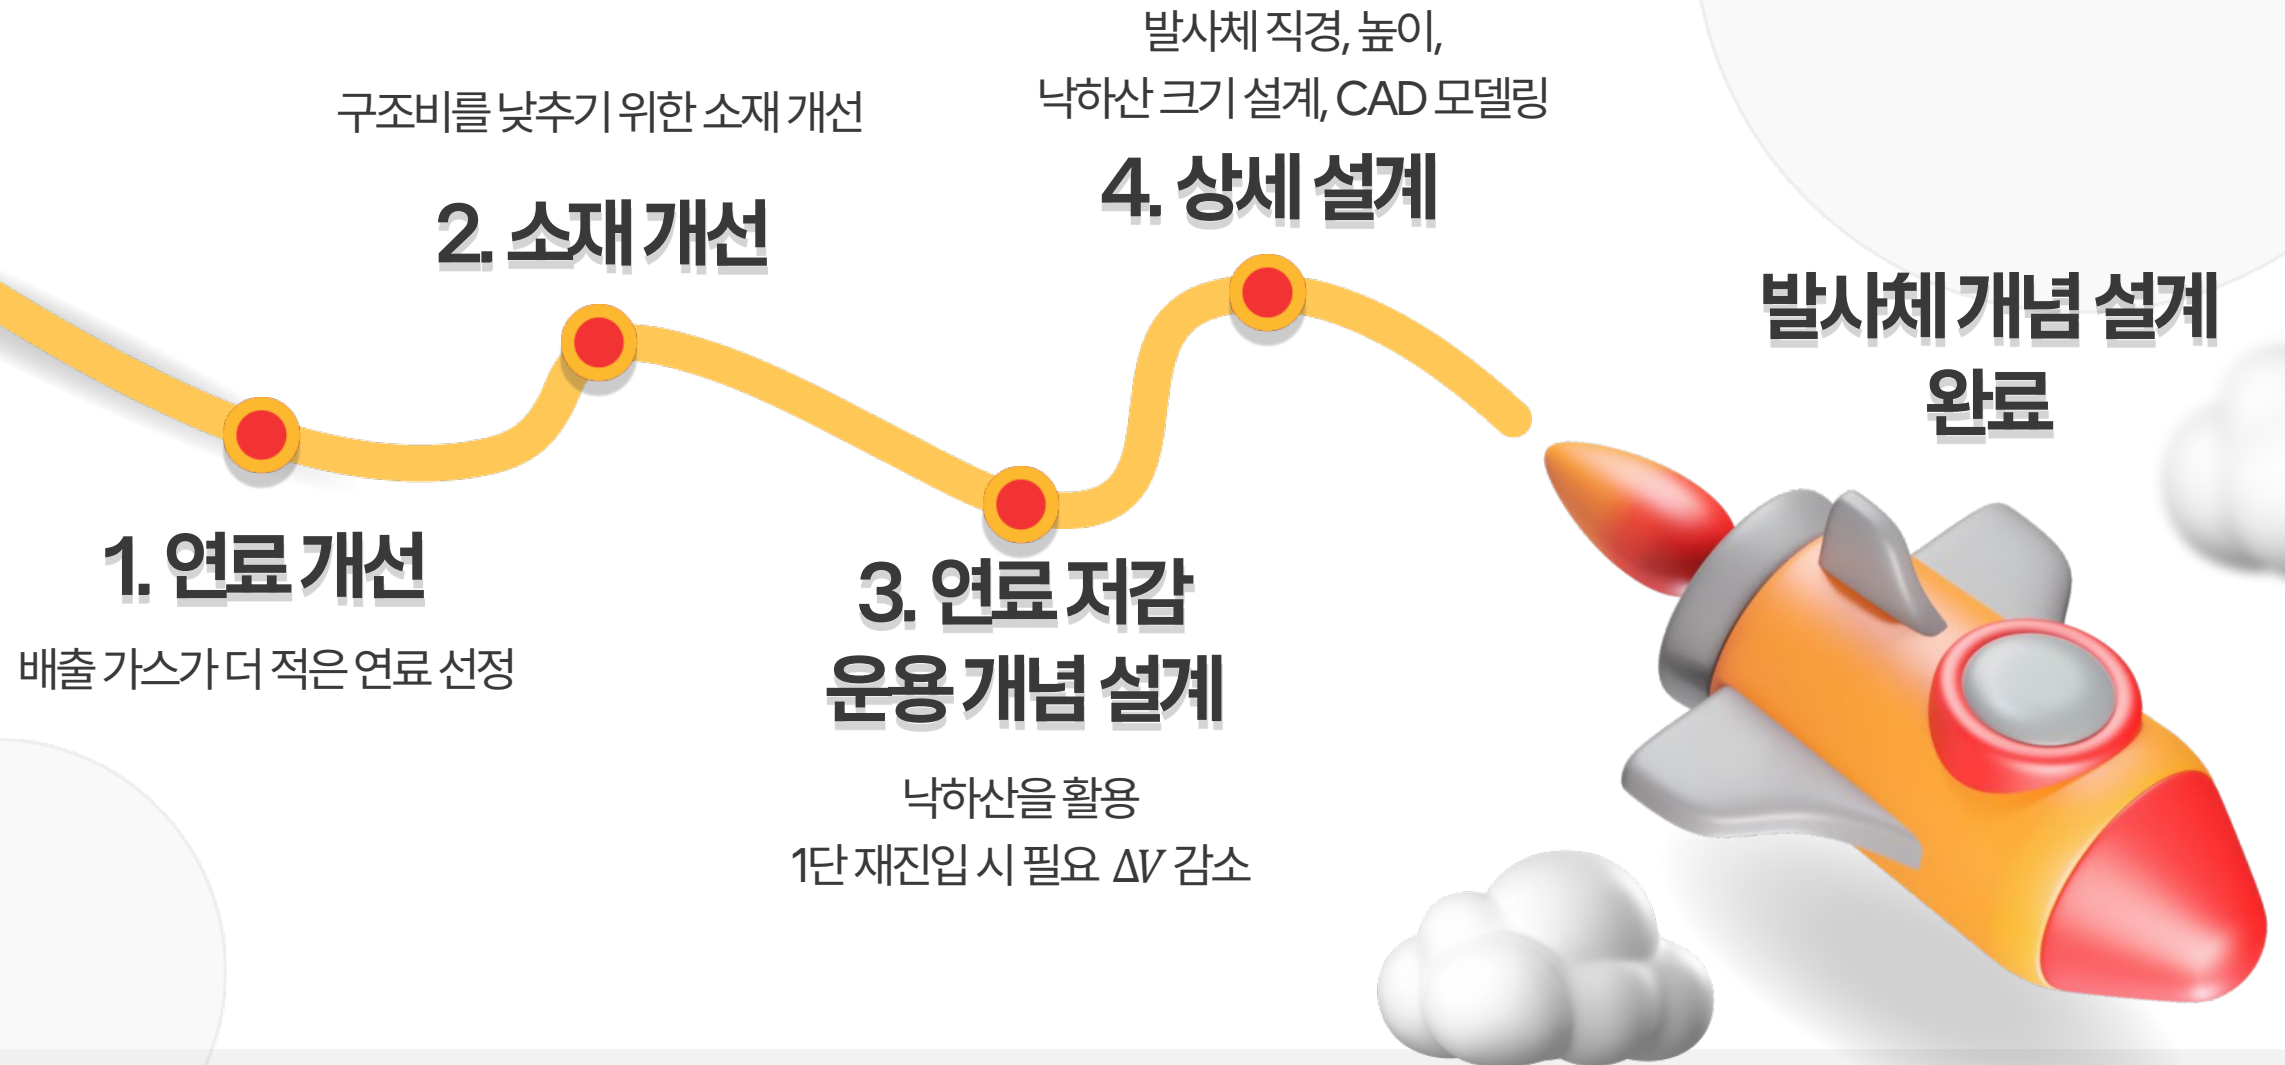 1. 연료 개선
배출 가스가 더 적은 연료 선정
구조비를 낮추기 위한 소재 개선
2. 소재 개선
3. 연료 저감
운용 개념 설계
낙하산을 활용
1단 재진입 시 필요 ΔV 감소
발사체 직경, 높이,
낙하산 크기 설계, CAD 모델링
4. 상세 설계
발사체 개념 설계
완료